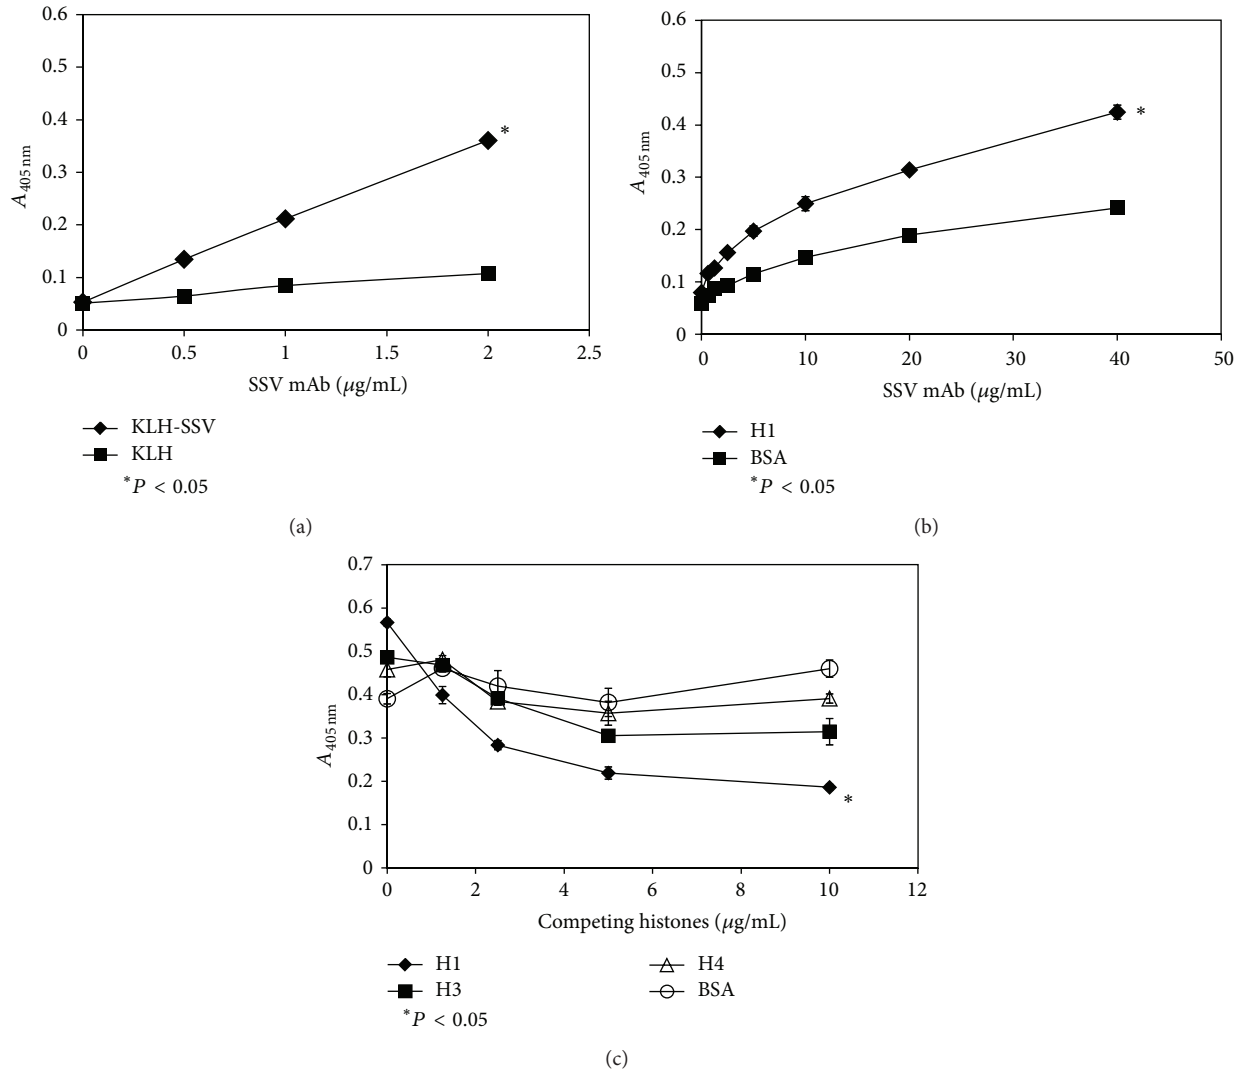 0.6
0.5
0.4
0.3
0.2
0.1
0
A405 nm
*
0 0.5 1 1.5 2 2.5
SSV mAb (μg/mL)
KLH-SSV
KLH
*P < 0.05
(a)
0.6
0.5
0.4
0.3
0.2
0.1
0
A405 nm
*
0 10 20 30 40 50
SSV mAb (μg/mL)
H1
BSA
*P < 0.05
(b)
0.7
0.6
0.5
0.4
0.3
0.2
0.1
0
A405 nm
*
0 2 4 6 8 10 12
Competing histones (μg/mL)
H1
H3
H4
BSA
*P < 0.05
(c)